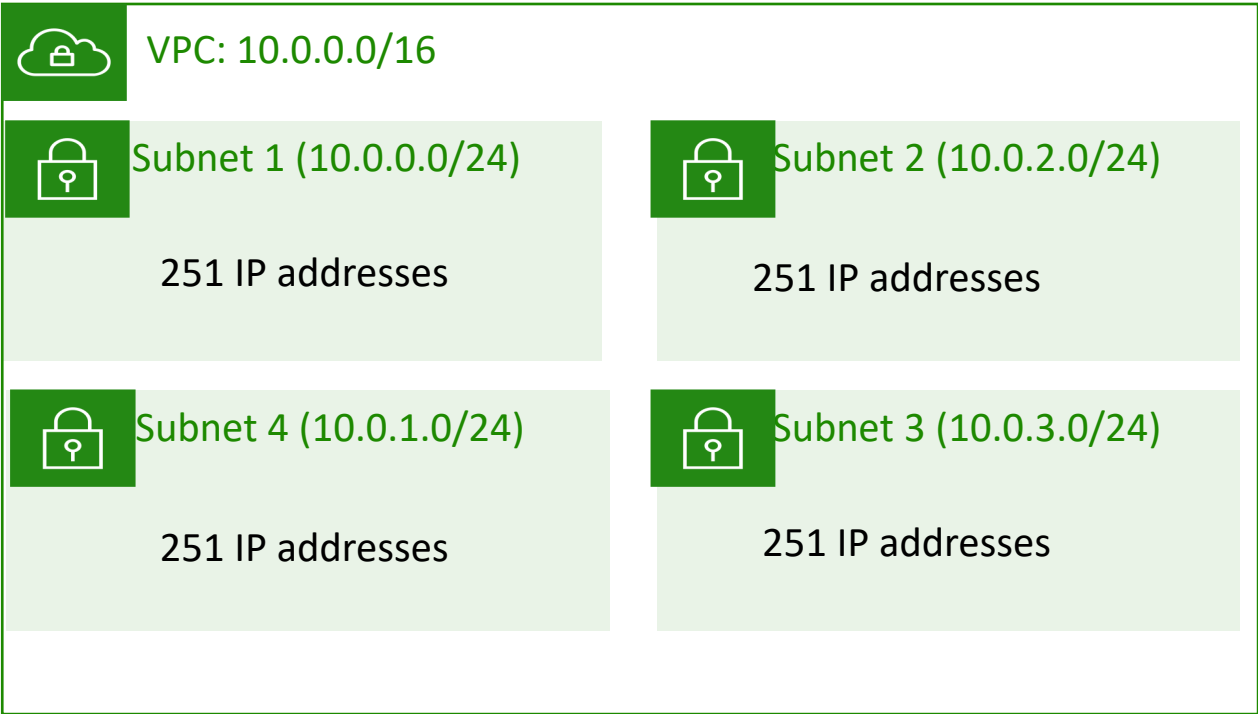 VPC: 10.0.0.0/16
Subnet 1 (10.0.0.0/24)
251 IP addresses
Subnet 2 (10.0.2.0/24)
251 IP addresses
Subnet 4 (10.0.1.0/24)
251 IP addresses
Subnet 3 (10.0.3.0/24)
251 IP addresses